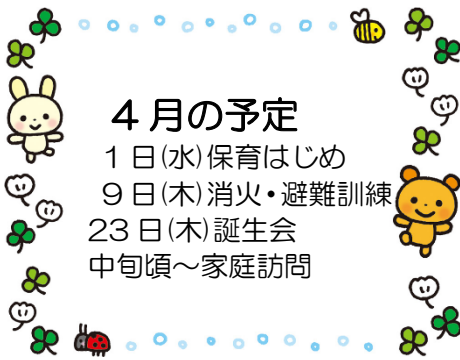 ４月の予定
１日(水)保育はじめ
９日(木)消火・避難訓練
23日(木)誕生会
中旬頃～家庭訪問